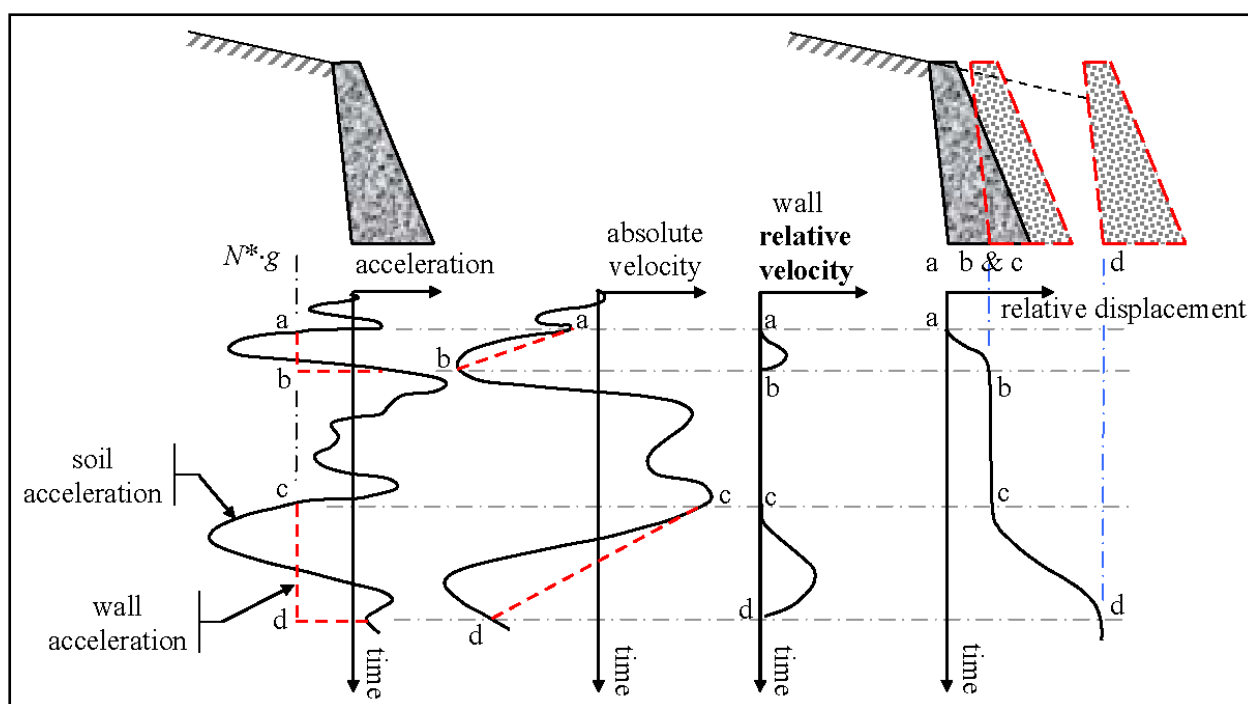 wall
absolute relative
velocity velocity
N*·g acceleration
a b & c d
relative displacement
a a a a
b b b b
soil
acceleration
c c c c
wall
acceleration
d d d d
time time time time